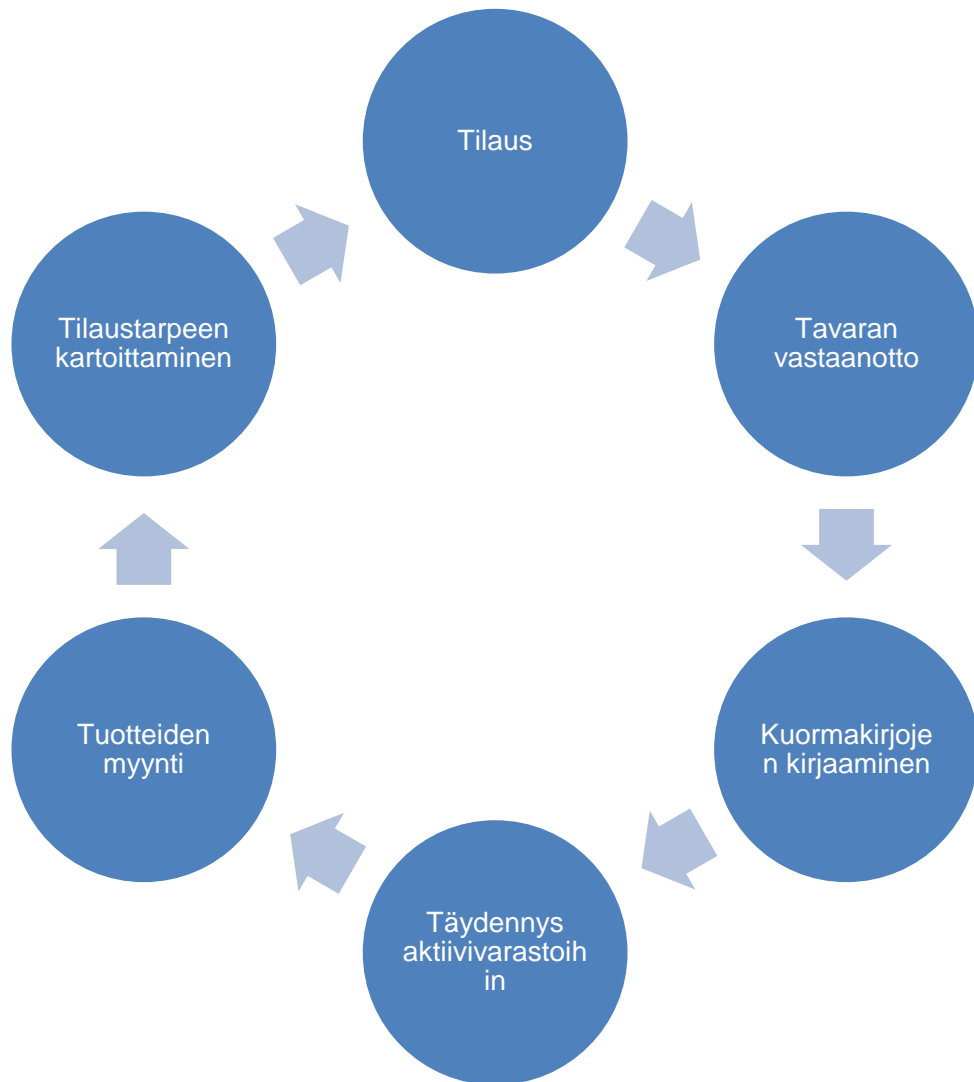 Tilaus
Tavaran
vastaanotto
Kuormakirjoje
n kirjaaminen
Täydennys
aktiivivarastoih
in
Tuotteiden
myynti
Tilaustarpeen
kartoittaminen